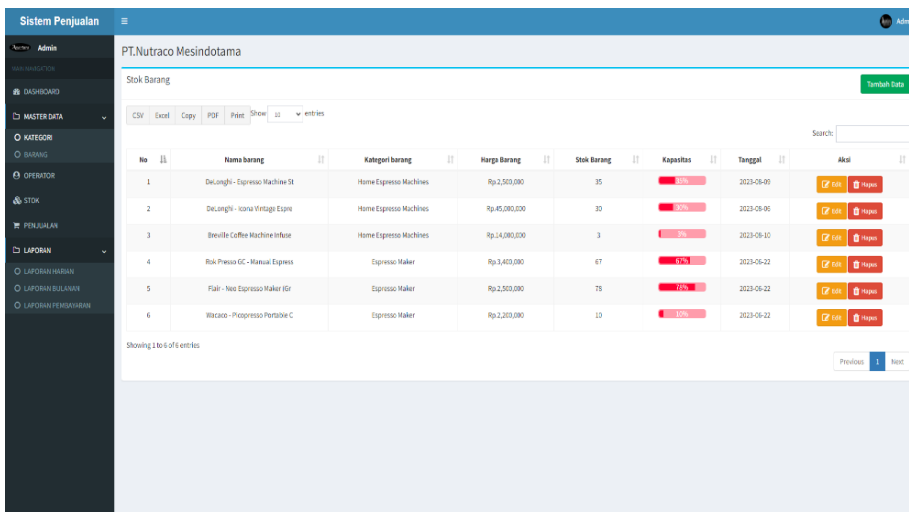 Sistem Penjualan
Adm
Admin
MAIN NAVIGATION
DASHBOARD
MASTER DATA
KATEGORI
BARANG
OPERATOR
STOK
PENJUALAN
LAPORAN
LAPORAN HARIAN
LAPORAN BULANAN
LAPORAN PEMBAYARAN
PT.Nutraco Mesindotama
Stok Barang
Tambah Data
CSV Excel Copy PDF Print Show 10 entries
Search:
No Nama barang Kategori barang Harga Barang Stok Barang Kapasitas Tanggal Aksi
1 DeLonghi - Espresso Machine St Home Espresso Machines Rp.2,500,000 35 35% 2023-08-09 Edit Hapus
2 DeLonghi - Icona Vintage Espre Home Espresso Machines Rp.45,000,000 30 30% 2023-08-06 Edit Hapus
3 Breville Coffee Machine Infuse Home Espresso Machines Rp.14,000,000 3 3% 2023-08-10 Edit Hapus
4 Rok Presso GC - Manual Espress Espresso Maker Rp.3,400,000 67 67% 2023-06-22 Edit Hapus
5 Flair - Neo Espresso Maker (Gr Espresso Maker Rp.2,500,000 78 78% 2023-06-22 Edit Hapus
6 Wacaco - Picopresso Portable C Espresso Maker Rp.2,200,000 10 10% 2023-06-22 Edit Hapus
Showing 1 to 6 of 6 entries
Previous 1 Next